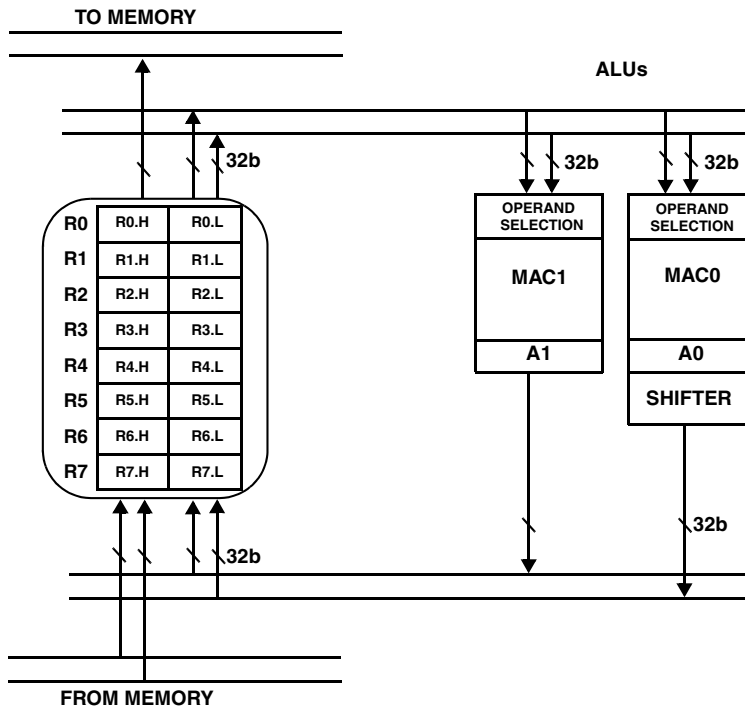 TO MEMORY
ALUs
32b 32b 32b
R0 R0.H R0.L
R1 R1.H R1.L
R2 R2.H R2.L
R3 R3.H R3.L
R4 R4.H R4.L
R5 R5.H R5.L
R6 R6.H R6.L
R7 R7.H R7.L
OPERAND
SELECTION
MAC1
A1
OPERAND
SELECTION
MAC0
A0
SHIFTER
32b 32b
FROM MEMORY